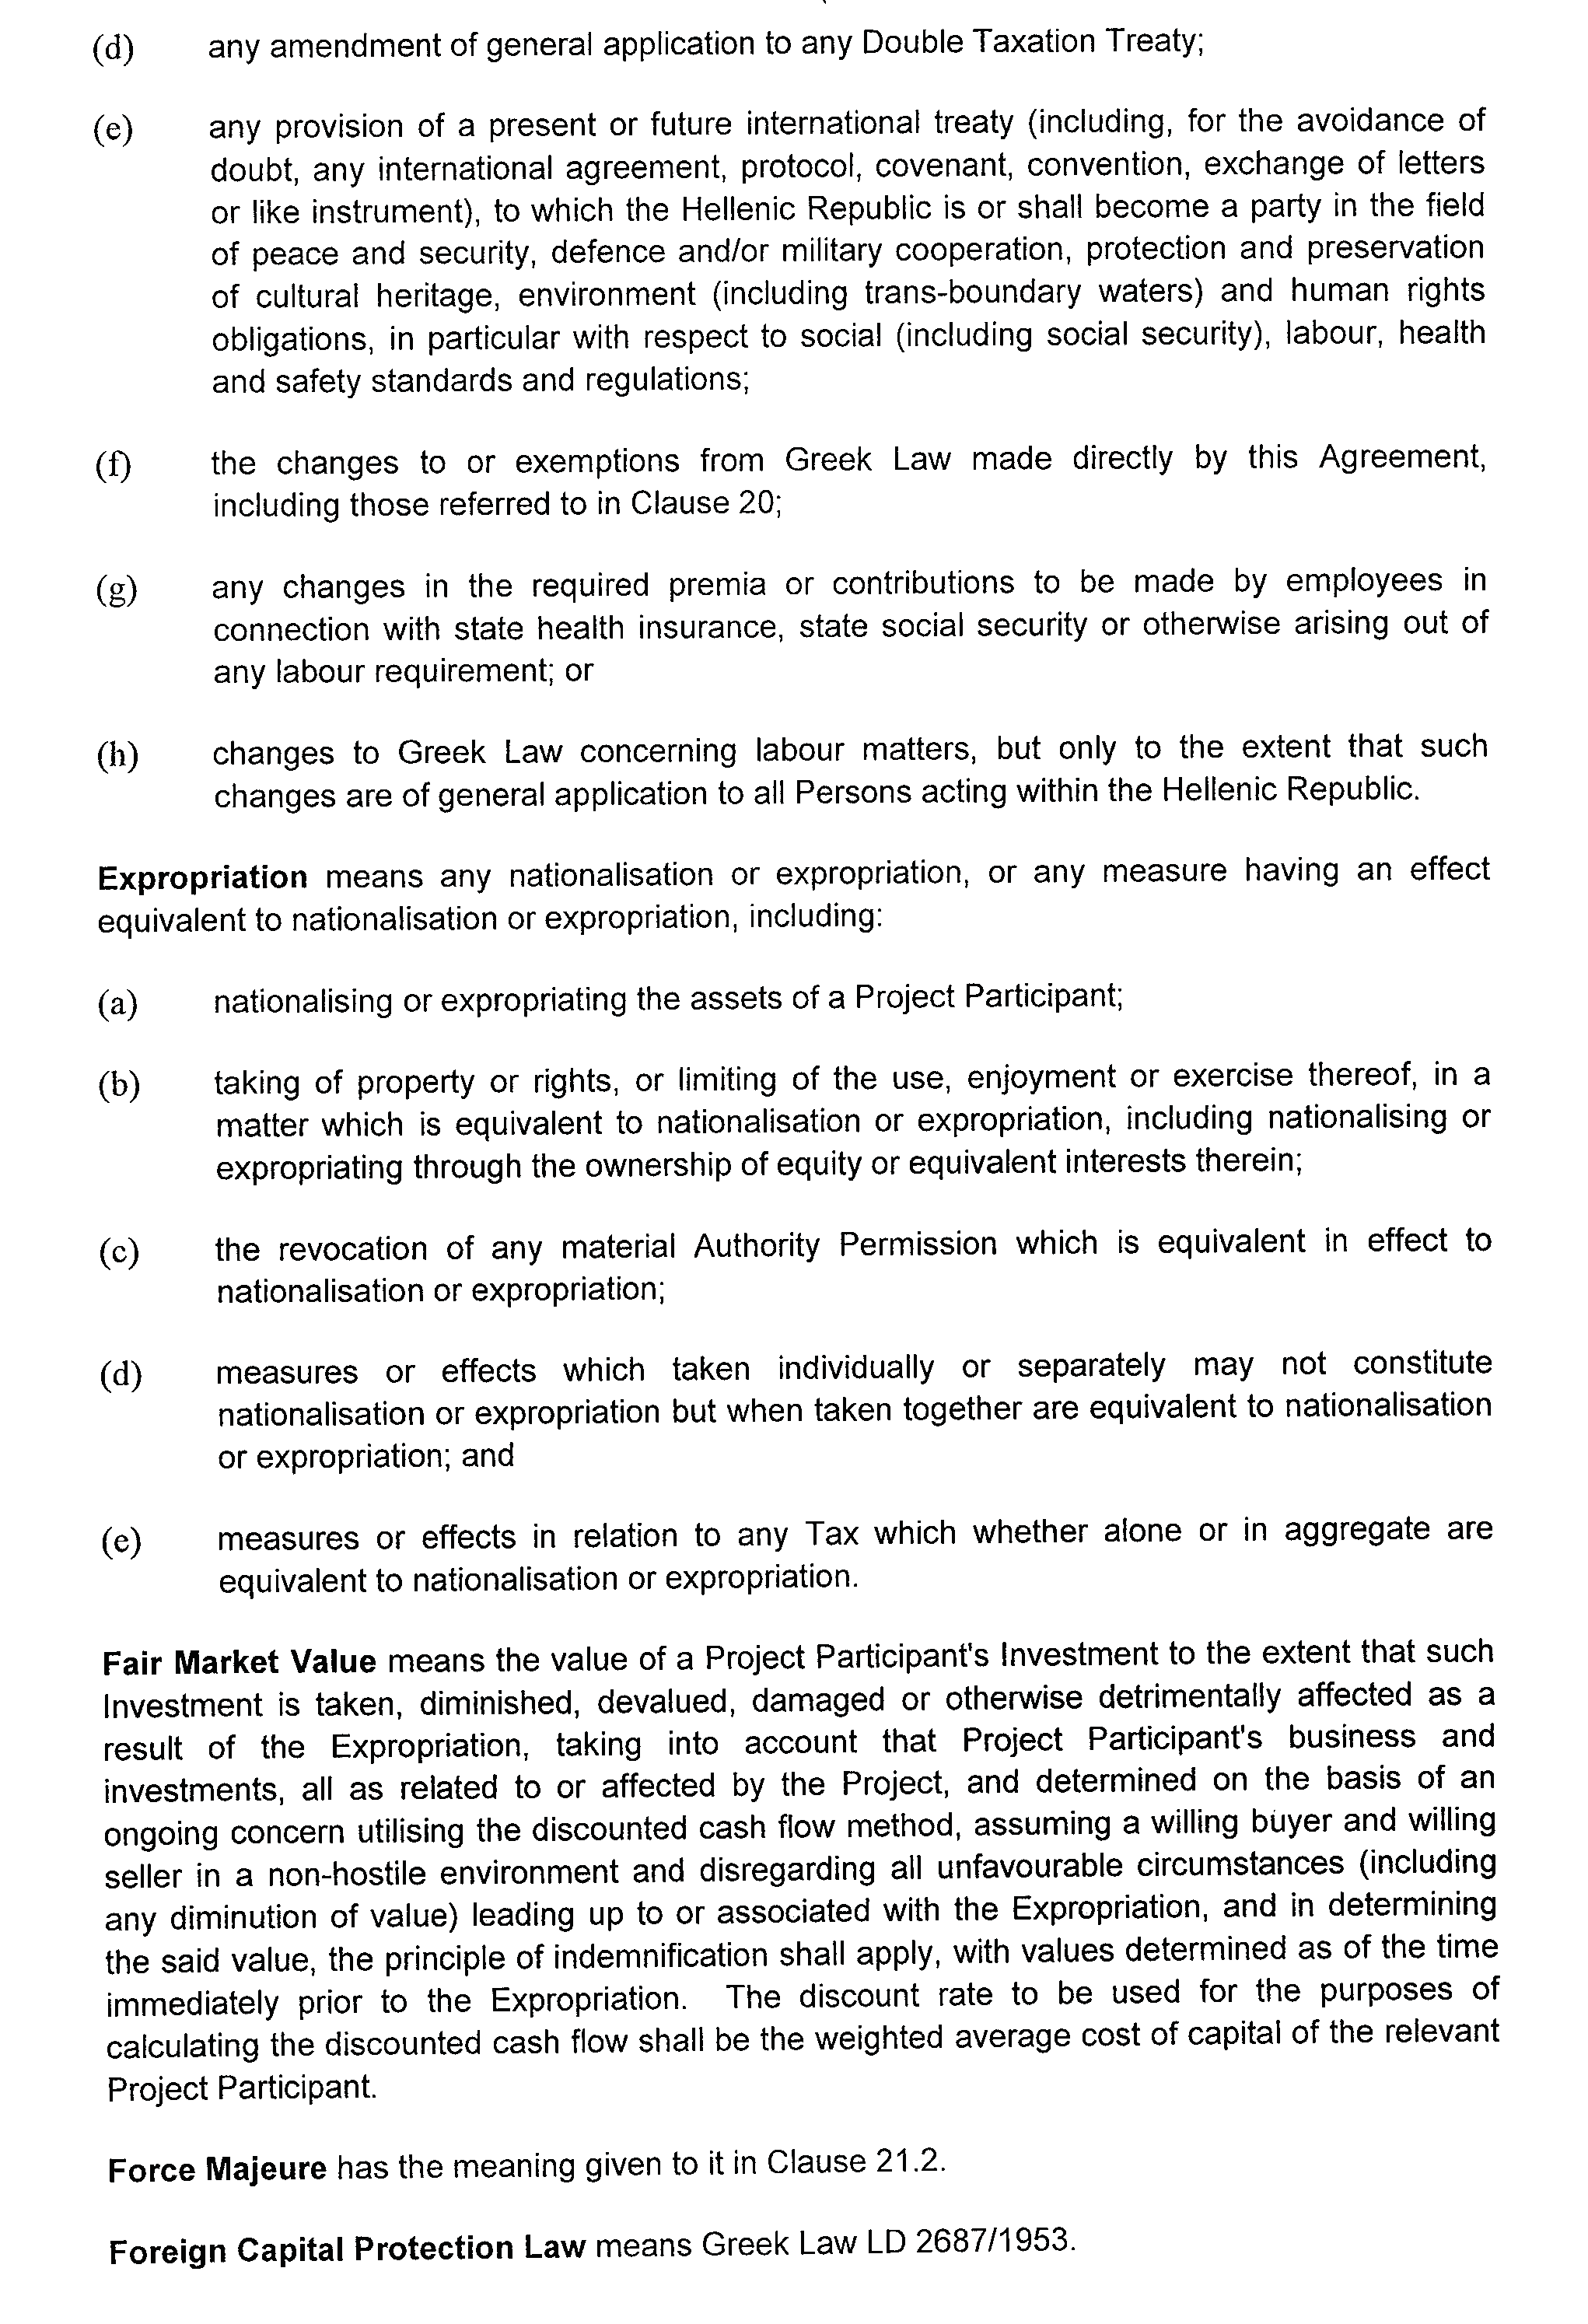 (d) any amendment of general application to any Double Taxation Treaty;
(e) any provision of a present or future international treaty (including, for the avoidance of
doubt, any international agreement, protocol, covenant, convention, exchange of letters
or like instrument), to which the Hellenic Republic is or shall become a party in the field
of peace and security, defence and/or military cooperation, protection and preservation
of cultural heritage, environment (including trans-boundary waters) and human rights
obligations, in particular with respect to social (including social security), labour, health
and safety standards and regulations;
(f) the changes to or exemptions from Greek Law made directly by this Agreement,
including those referred to in Clause 20;
(g) any changes in the required premia or contributions to be made by employees in
connection with state health insurance, state social security or otherwise arising out of
any labour requirement; or
(h) changes to Greek Law concerning labour matters, but only to the extent that such
changes are of general application to all Persons acting within the Hellenic Republic.
Expropriation means any nationalisation or expropriation, or any measure having an effect
equivalent to nationalisation or expropriation, including:
(a) nationalising or expropriating the assets of a Project Participant;
(b) taking of property or rights, or limiting of the use, enjoyment or exercise thereof, in a
matter which is equivalent to nationalisation or expropriation, including nationalising or
expropriating through the ownership of equity or equivalent interests therein;
(c) the revocation of any material Authority Permission which is equivalent in effect to
nationalisation or expropriation;
(d) measures or effects which taken individually or separately may not constitute
nationalisation or expropriation but when taken together are equivalent to nationalisation
or expropriation; and
(e) measures or effects in relation to any Tax which whether alone or in aggregate are
equivalent to nationalisation or expropriation.
Fair Market Value means the value of a Project Participant's Investment to the extent that such
Investment is taken, diminished, devalued, damaged or otherwise detrimentally affected as a
result of the Expropriation, taking into account that Project Participant's business and
investments, all as related to or affected by the Project, and determined on the basis of an
ongoing concern utilising the discounted cash flow method, assuming a willing buyer and willing
seller in a non-hostile environment and disregarding all unfavourable circumstances (including
any diminution of value) leading up to or associated with the Expropriation, and in determining
the said value, the principle of indemnification shall apply, with values determined as of the time
immediately prior to the Expropriation. The discount rate to be used for the purposes of
calculating the discounted cash flow shall be the weighted average cost of capital of the relevant
Project Participant.
Force Majeure has the meaning given to it in Clause 21.2.
Foreign Capital Protection Law means Greek Law LD 2687/1953.